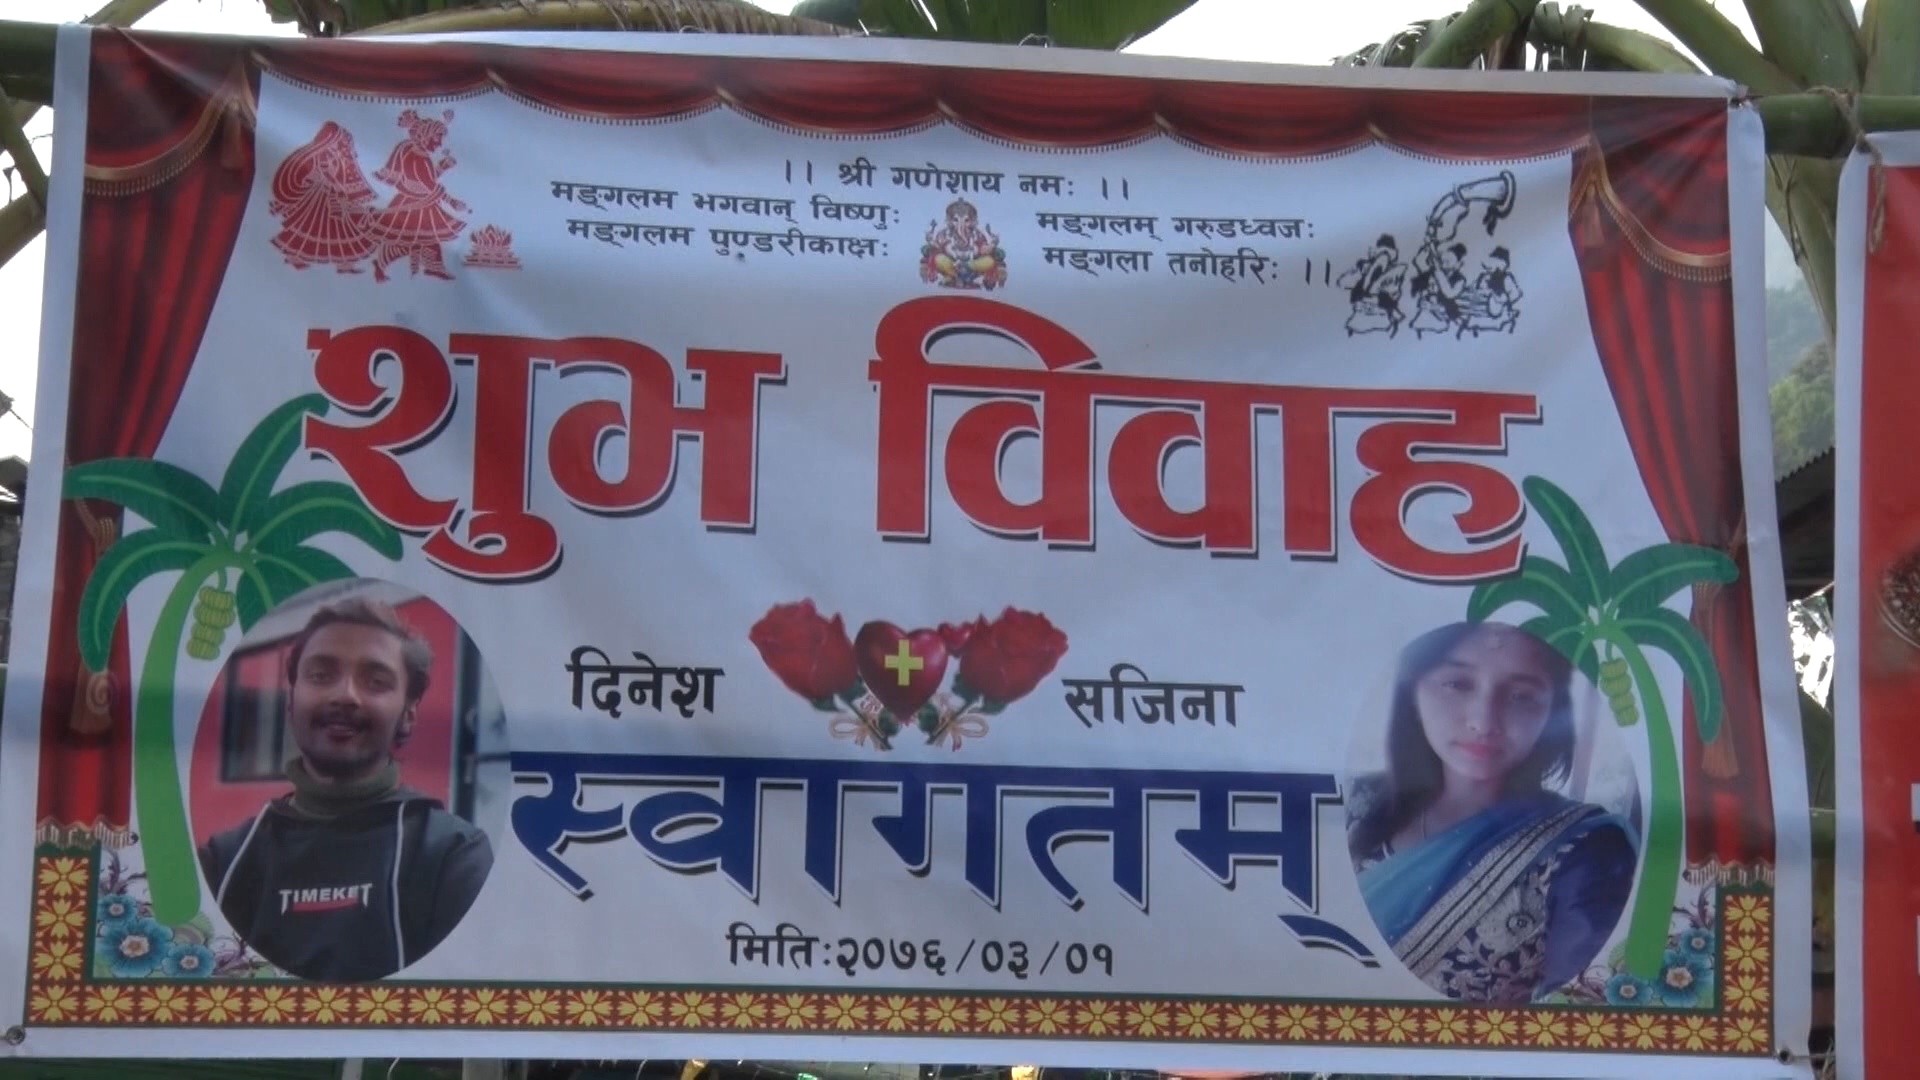 ।। श्री गणेशाय नमः ।।
मङ्गलम भगवान् विष्णुः
मङ्गलम पुण्डरीकाक्षः
मङ्गलम् गरुडध्वजः
मङ्गला तनोहरिः ।।
शुभ विवाह
दिनेश + सजिना
स्वागतम्
TIMEKET
मितिः२०७६/०३/०१